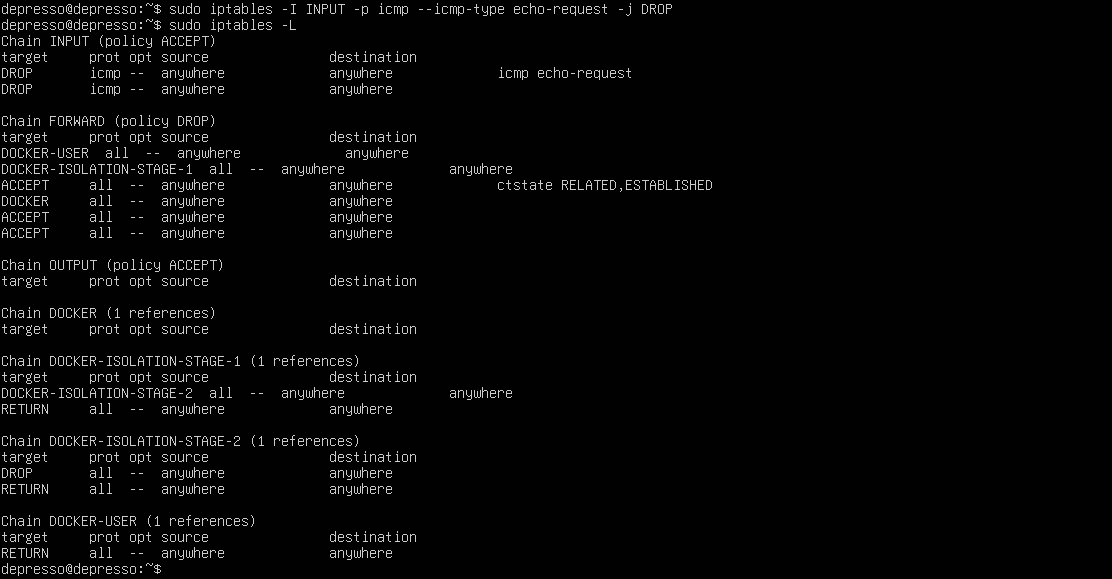 depresso@depresso:~$ sudo iptables -I INPUT -p icmp --icmp-type echo-request -j DROP
depresso@depresso:~$ sudo iptables -L
Chain INPUT (policy ACCEPT)
target     prot opt source               destination
DROP       icmp --  anywhere             anywhere             icmp echo-request
DROP       icmp --  anywhere             anywhere

Chain FORWARD (policy DROP)
target     prot opt source               destination
DOCKER-USER  all  --  anywhere             anywhere
DOCKER-ISOLATION-STAGE-1  all  --  anywhere             anywhere
ACCEPT     all  --  anywhere             anywhere             ctstate RELATED,ESTABLISHED
DOCKER     all  --  anywhere             anywhere
ACCEPT     all  --  anywhere             anywhere
ACCEPT     all  --  anywhere             anywhere

Chain OUTPUT (policy ACCEPT)
target     prot opt source               destination

Chain DOCKER (1 references)
target     prot opt source               destination

Chain DOCKER-ISOLATION-STAGE-1 (1 references)
target     prot opt source               destination
DOCKER-ISOLATION-STAGE-2  all  --  anywhere             anywhere
RETURN     all  --  anywhere             anywhere

Chain DOCKER-ISOLATION-STAGE-2 (1 references)
target     prot opt source               destination
DROP       all  --  anywhere             anywhere
RETURN     all  --  anywhere             anywhere

Chain DOCKER-USER (1 references)
target     prot opt source               destination
RETURN     all  --  anywhere             anywhere
depresso@depresso:~$